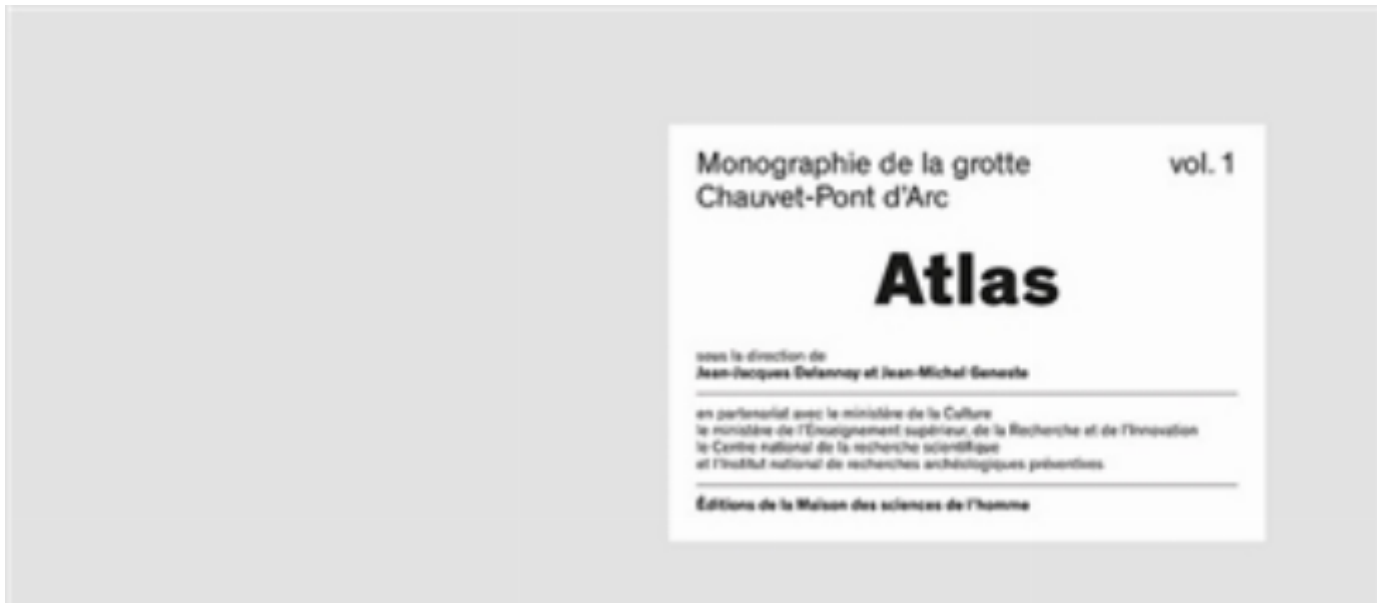 Monographie de la grotte vol. 1
Chauvet-Pont d'Arc
Atlas
sous la direction de
Jean-Jacques Delannoy et Jean-Michel Geneste
en partenariat avec le ministère de la Culture
le ministère de l'Enseignement supérieur, de la Recherche et de l'Innovation
le Centre national de la recherche scientifique
et l'Institut national de recherches archéologiques préventives
Éditions de la Maison des sciences de l'homme